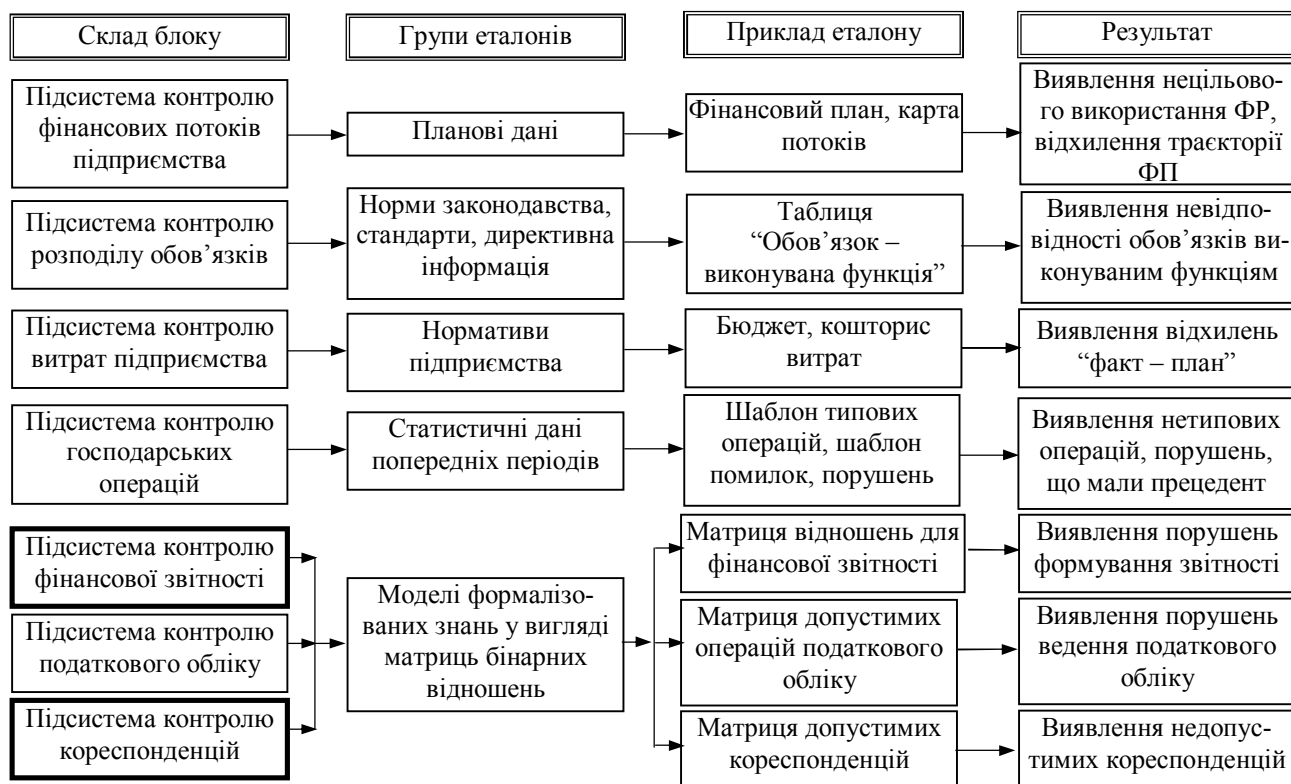 Склад блоку
Групи еталонів
Приклад еталону
Результат
Підсистема контролю
фінансових потоків
підприємства
Планові дані
Фінансовий план, карта
потоків
Виявлення нецільово-
го використання ФР,
відхилення траєкторії
ФП
Підсистема контролю
розподілу обов’язків
Норми законодавства,
стандарти, директивна
інформація
Таблиця
“Обов’язок –
виконувана функція”
Виявлення невідпо-
відності обов’язків ви-
конуваним функціям
Підсистема контролю
витрат підприємства
Нормативи
підприємства
Бюджет, кошторис
витрат
Виявлення відхилень
“факт – план”
Підсистема контролю
господарських
операцій
Статистичні дані
попередніх періодів
Шаблон типових
операцій, шаблон
помилок, порушень
Виявлення нетипових
операцій, порушень,
що мали прецедент
Підсистема контролю
фінансової звітності
Підсистема контролю
податкового обліку
Підсистема контролю
кореспонденцій
Моделі формалізо-
ваних знань у вигляді
матриць бінарних
відношень
Матриця відношень для
фінансової звітності
Виявлення порушень
формування звітності
Матриця допустимих
операцій податкового
обліку
Виявлення порушень
ведення податкового
обліку
Матриця допустимих
кореспонденцій
Виявлення недопус-
тимих кореспонденцій